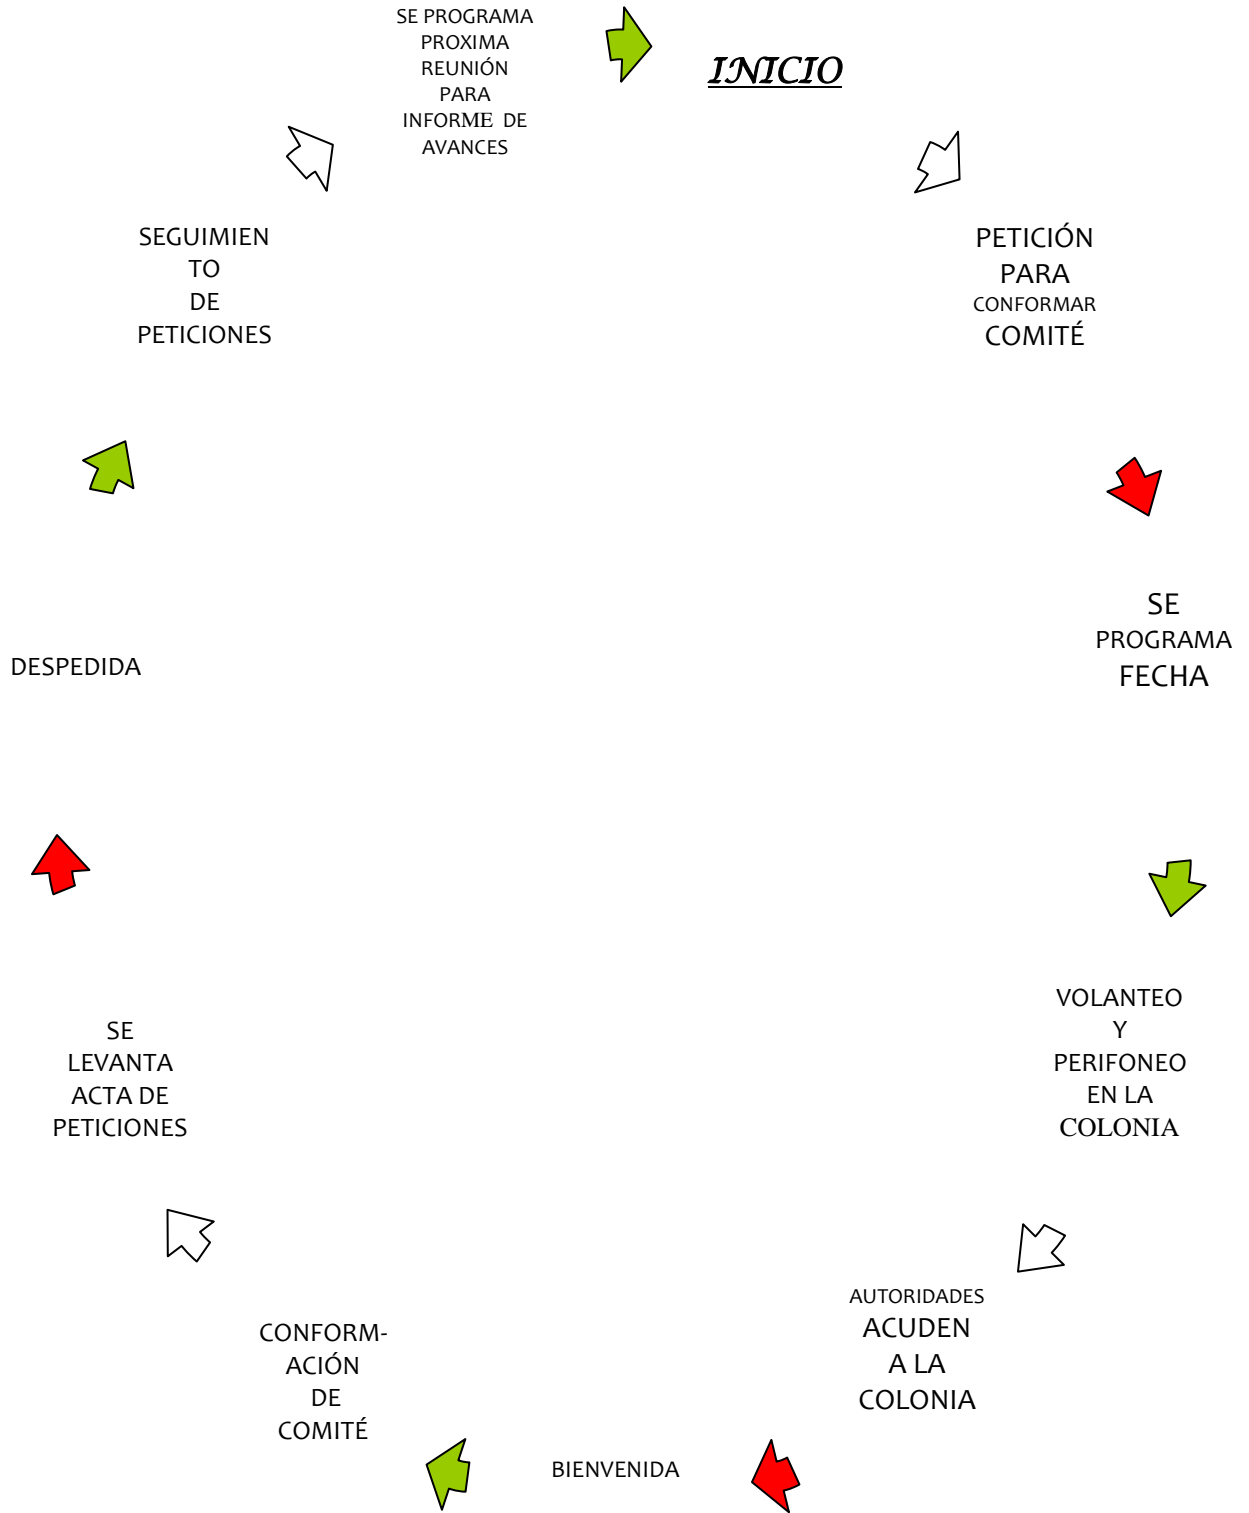 INICIO
PETICIÓN
PARA
CONFORMAR
COMITÉ
SE
PROGRAMA
FECHA
VOLANTEO
Y
PERIFONEO
EN LA
COLONIA
AUTORIDADES
ACUDEN
A LA
COLONIA
BIENVENIDA
CONFORM-
ACIÓN
DE
COMITÉ
SE
LEVANTA
ACTA DE
PETICIONES
DESPEDIDA
SEGUIMIEN
TO
DE
PETICIONES
SE PROGRAMA
PROXIMA
REUNIÓN
PARA
INFORME DE
AVANCES